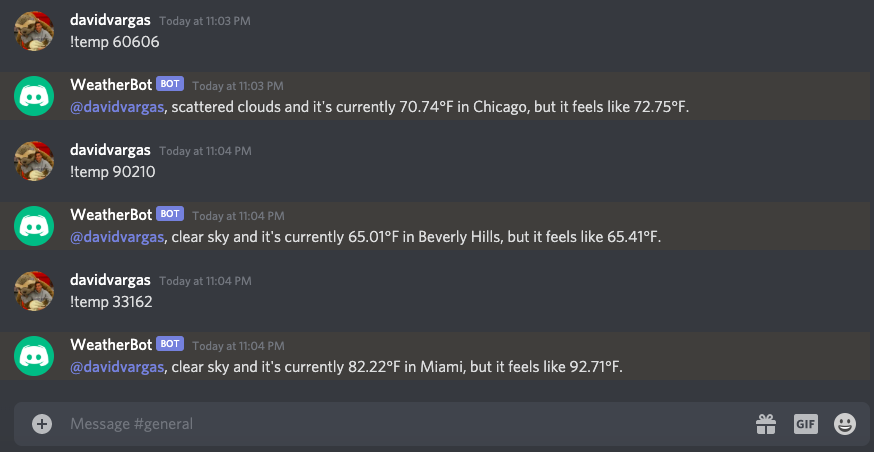 davidvargas Today at 11:03 PM
!temp 60606
WeatherBot BOT Today at 11:03 PM
@davidvargas, scattered clouds and it's currently 70.74°F in Chicago, but it feels like 72.75°F.
davidvargas Today at 11:04 PM
!temp 90210
WeatherBot BOT Today at 11:04 PM
@davidvargas, clear sky and it's currently 65.01°F in Beverly Hills, but it feels like 65.41°F.
davidvargas Today at 11:04 PM
!temp 33162
WeatherBot BOT Today at 11:04 PM
@davidvargas, clear sky and it's currently 82.22°F in Miami, but it feels like 92.71°F.
Message #general GIF